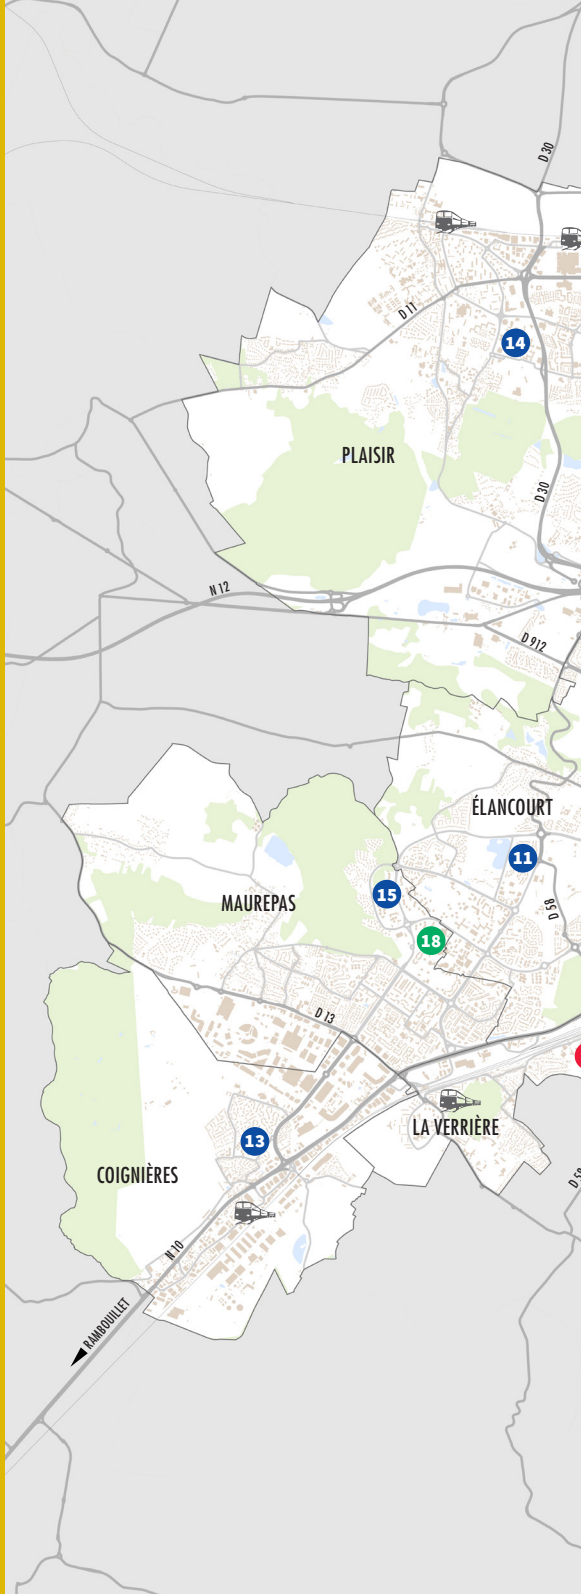 D 30
D 11
14
PLAISIR
D 30
N 12
D 912
ÉLANCOURT
11
15
MAUREPAS
D 58
18
D 13
LA VERRIÈRE
13
COIGNIÈRES
D 58
N 10
RAMBOUILLET